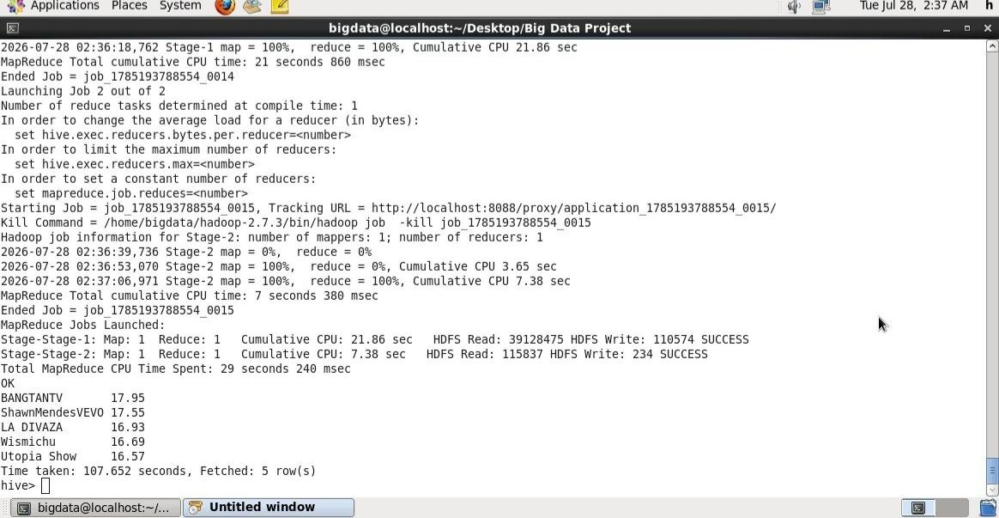 Applications Places System Tue Jul 28, 2:37 AM h
bigdata@localhost:~/Desktop/Big Data Project
2026-07-28 02:36:18,762 Stage-1 map = 100%,  reduce = 100%, Cumulative CPU 21.86 sec
MapReduce Total cumulative CPU time: 21 seconds 860 msec
Ended Job = job_1785193788554_0014
Launching Job 2 out of 2
Number of reduce tasks determined at compile time: 1
In order to change the average load for a reducer (in bytes):
  set hive.exec.reducers.bytes.per.reducer=<number>
In order to limit the maximum number of reducers:
  set hive.exec.reducers.max=<number>
In order to set a constant number of reducers:
  set mapreduce.job.reduces=<number>
Starting Job = job_1785193788554_0015, Tracking URL = http://localhost:8088/proxy/application_1785193788554_0015/
Kill Command = /home/bigdata/hadoop-2.7.3/bin/hadoop job  -kill job_1785193788554_0015
Hadoop job information for Stage-2: number of mappers: 1; number of reducers: 1
2026-07-28 02:36:39,736 Stage-2 map = 0%,  reduce = 0%
2026-07-28 02:36:53,070 Stage-2 map = 100%,  reduce = 0%, Cumulative CPU 3.65 sec
2026-07-28 02:37:06,971 Stage-2 map = 100%,  reduce = 100%, Cumulative CPU 7.38 sec
MapReduce Total cumulative CPU time: 7 seconds 380 msec
Ended Job = job_1785193788554_0015
MapReduce Jobs Launched:
Stage-Stage-1: Map: 1  Reduce: 1   Cumulative CPU: 21.86 sec   HDFS Read: 39128475 HDFS Write: 110574 SUCCESS
Stage-Stage-2: Map: 1  Reduce: 1   Cumulative CPU: 7.38 sec   HDFS Read: 115837 HDFS Write: 234 SUCCESS
Total MapReduce CPU Time Spent: 29 seconds 240 msec
OK
BANGTANTV       17.95
ShawnMendesVEVO 17.55
LA DIVAZA       16.93
Wismichu        16.69
Utopia Show     16.57
Time taken: 107.652 seconds, Fetched: 5 row(s)
hive>
bigdata@localhost:~/... Untitled window